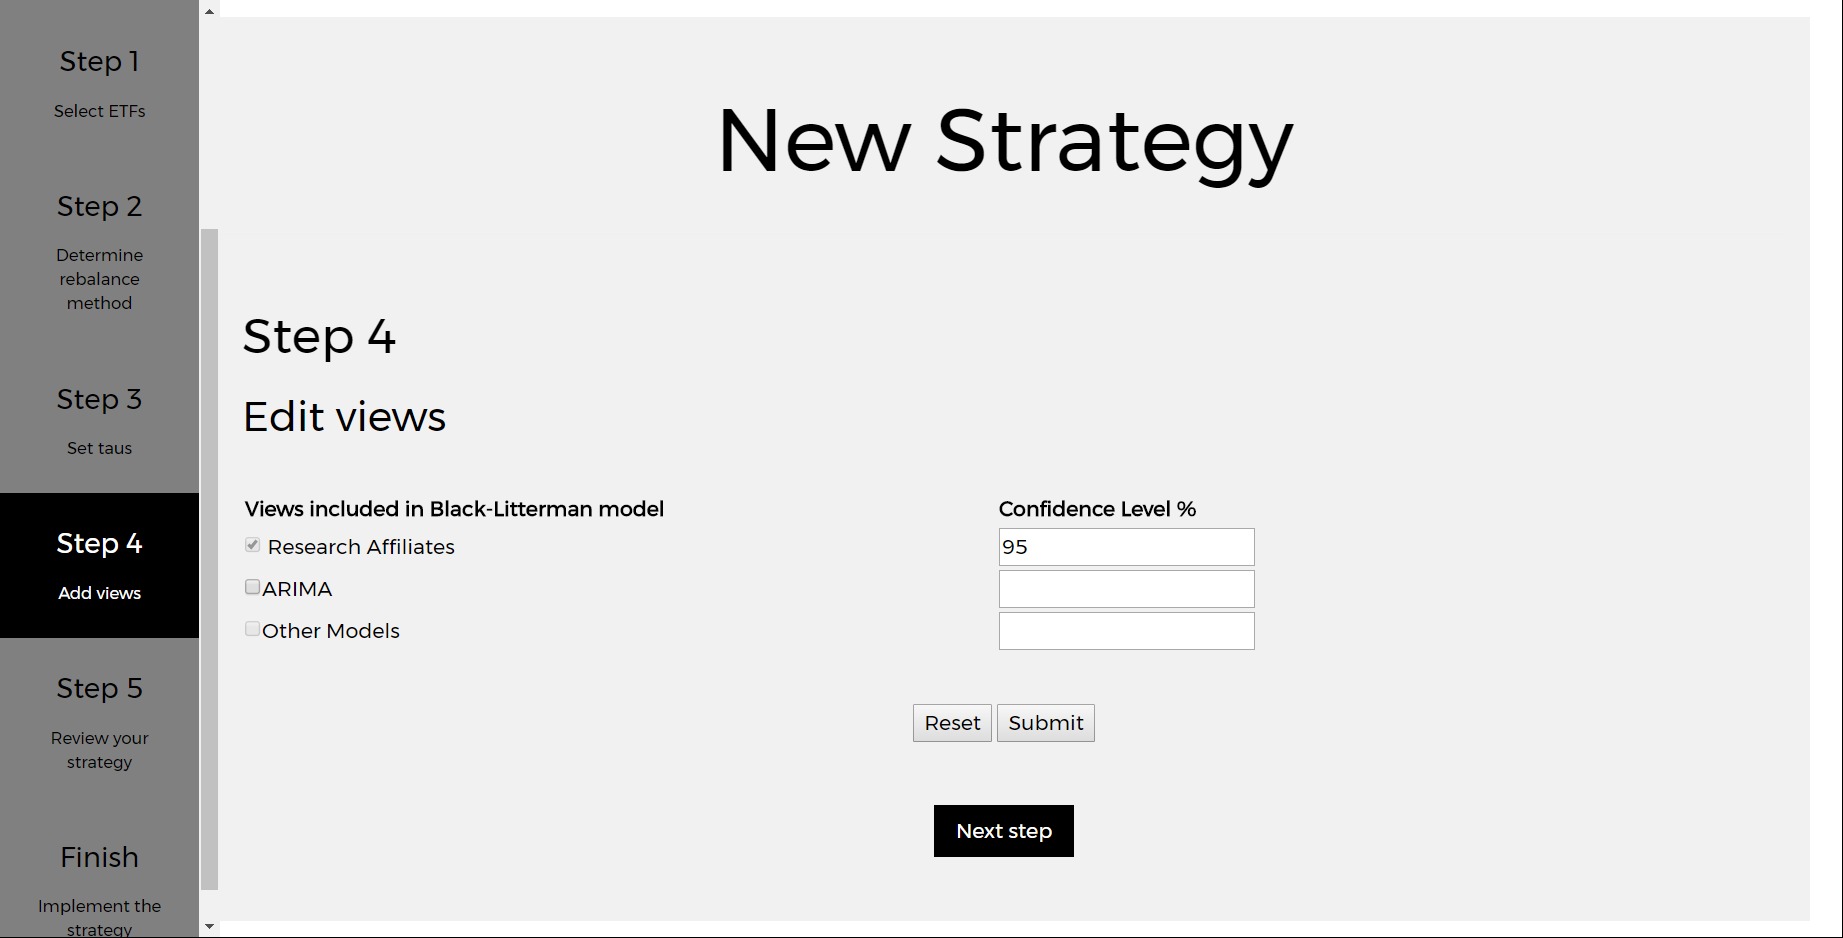 Step 1
Select ETFs
Step 2
Determine
rebalance
method
Step 3
Set taus
Step 4
Add views
Step 5
Review your
strategy
Finish
Implement the
strategy
New Strategy
Step 4
Edit views
Views included in Black-Litterman model Confidence Level %
Research Affiliates 95
ARIMA
Other Models
Reset Submit
Next step